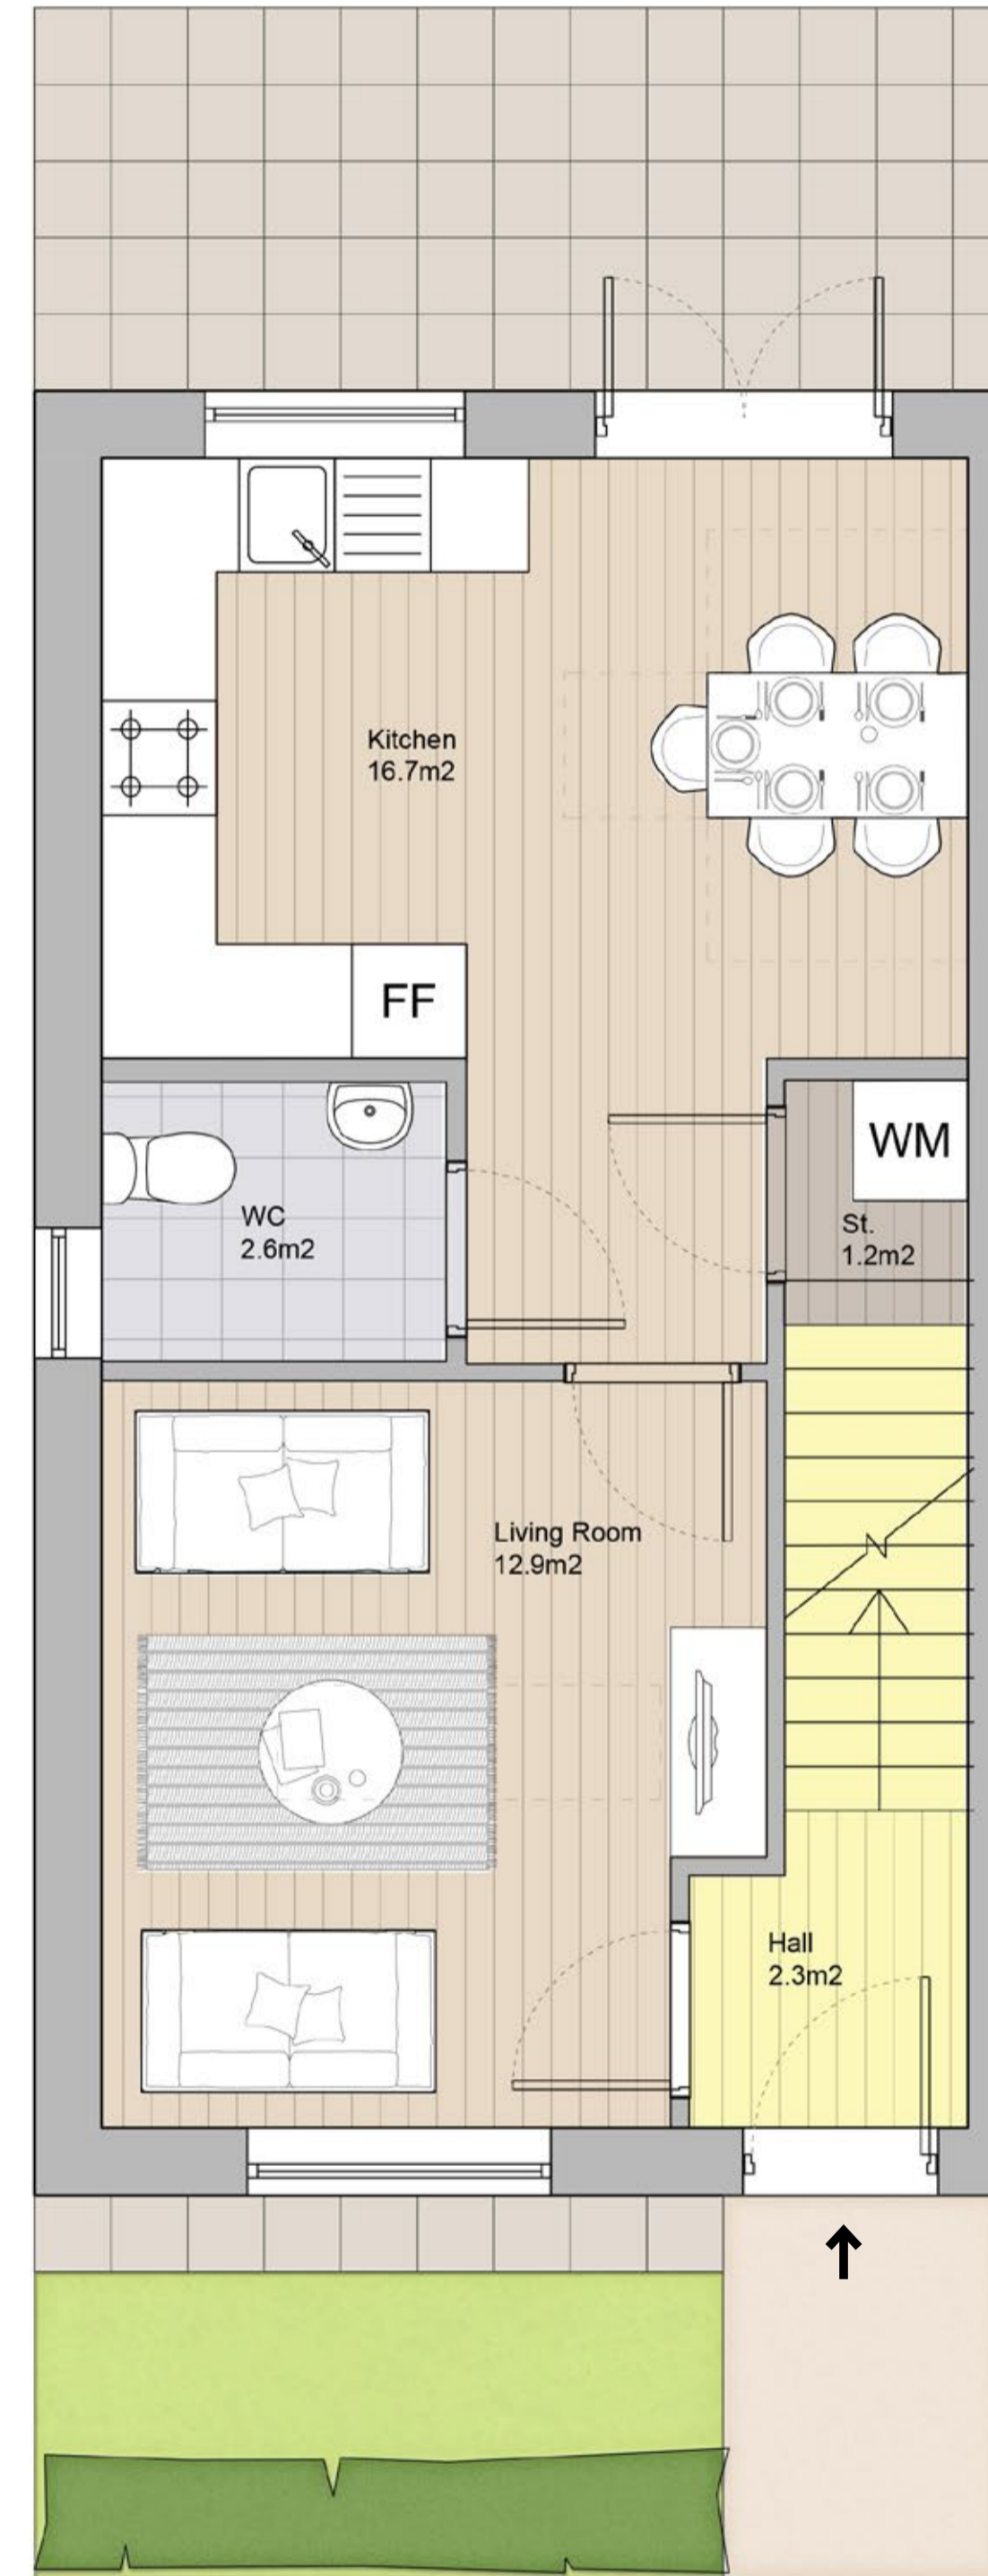 Kitchen
16.7m2
FF
WM
WC
2.6m2
St.
1.2m2
Living Room
12.9m2
Hall
2.3m2